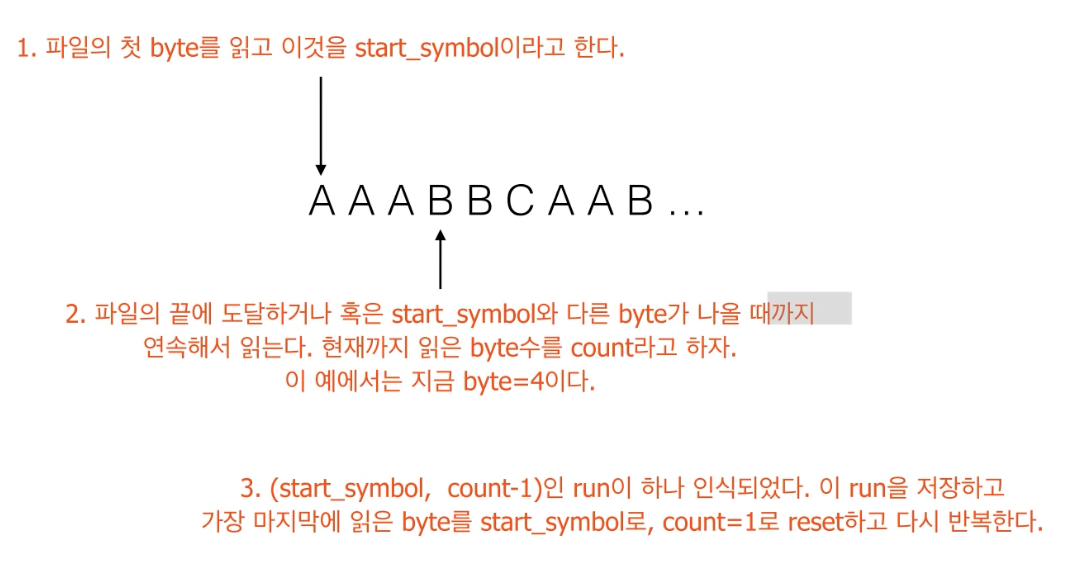 1. 파일의 첫 byte를 읽고 이것을 start_symbol이라고 한다.
A A A B B C A A B ...
2. 파일의 끝에 도달하거나 혹은 start_symbol와 다른 byte가 나올 때까지
연속해서 읽는다. 현재까지 읽은 byte수를 count라고 하자.
이 예에서는 지금 byte=4이다.
3. (start_symbol, count-1)인 run이 하나 인식되었다. 이 run을 저장하고
가장 마지막에 읽은 byte를 start_symbol로, count=1로 reset하고 다시 반복한다.